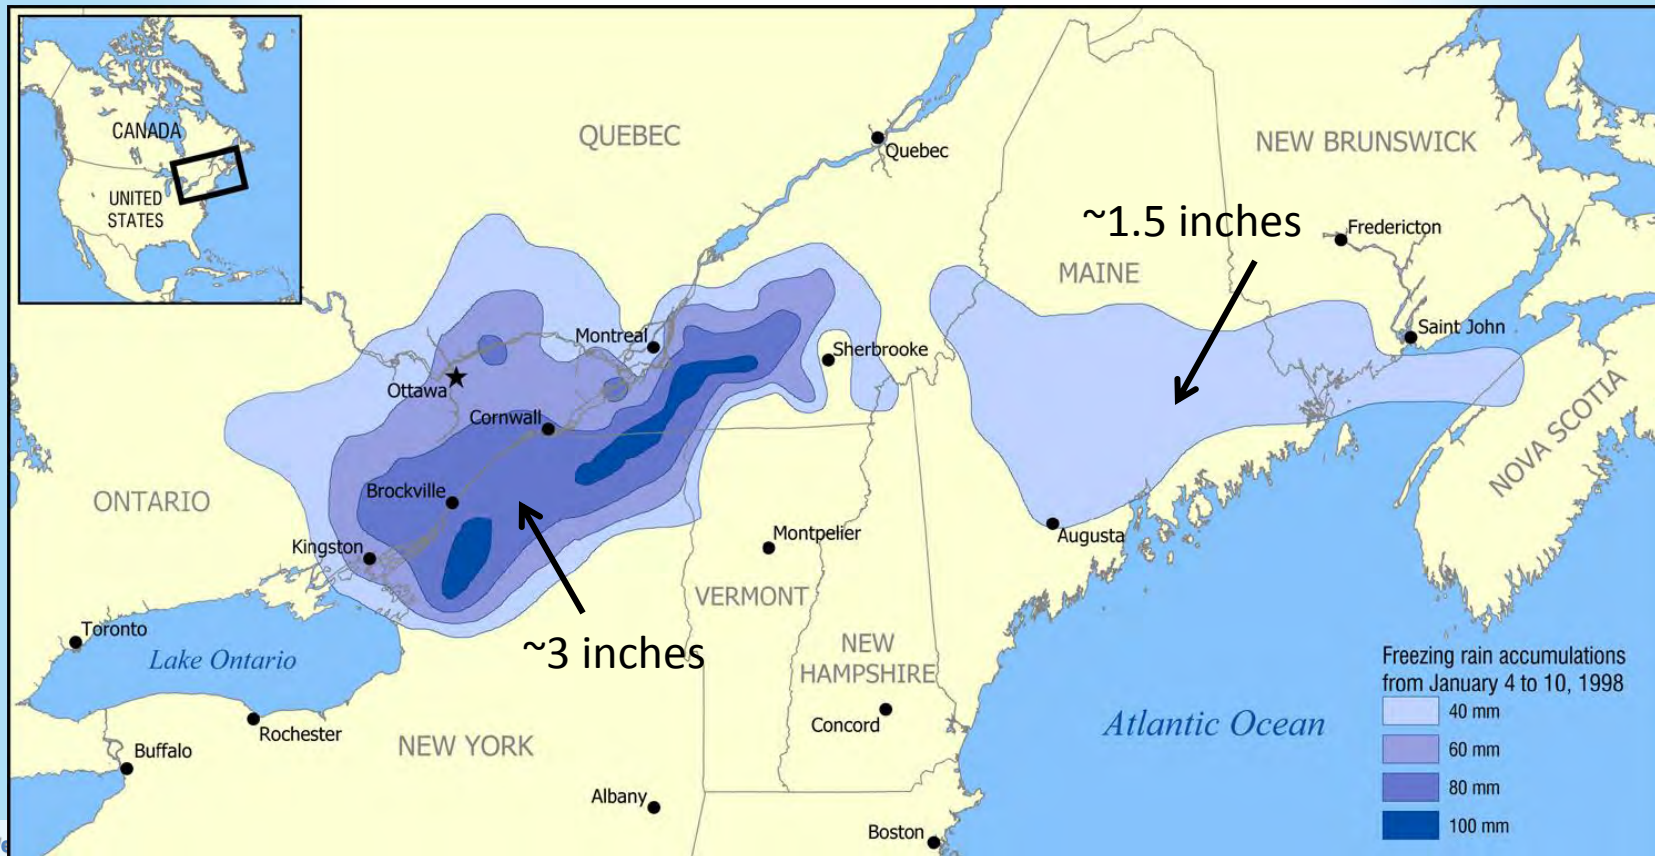 CANADA
UNITED
STATES
QUEBEC
Quebec
NEW BRUNSWICK
~1.5 inches
Fredericton
MAINE
Montreal
Saint John
Sherbrooke
Ottawa
Cornwall
NOVA SCOTIA
ONTARIO
Brockville
Kingston
Montpelier
Augusta
VERMONT
Toronto
~3 inches
Lake Ontario
NEW
HAMPSHIRE
Freezing rain accumulations
from January 4 to 10, 1998
40 mm
60 mm
80 mm
100 mm
Rochester
Concord
Atlantic Ocean
NEW YORK
Buffalo
Albany
Boston